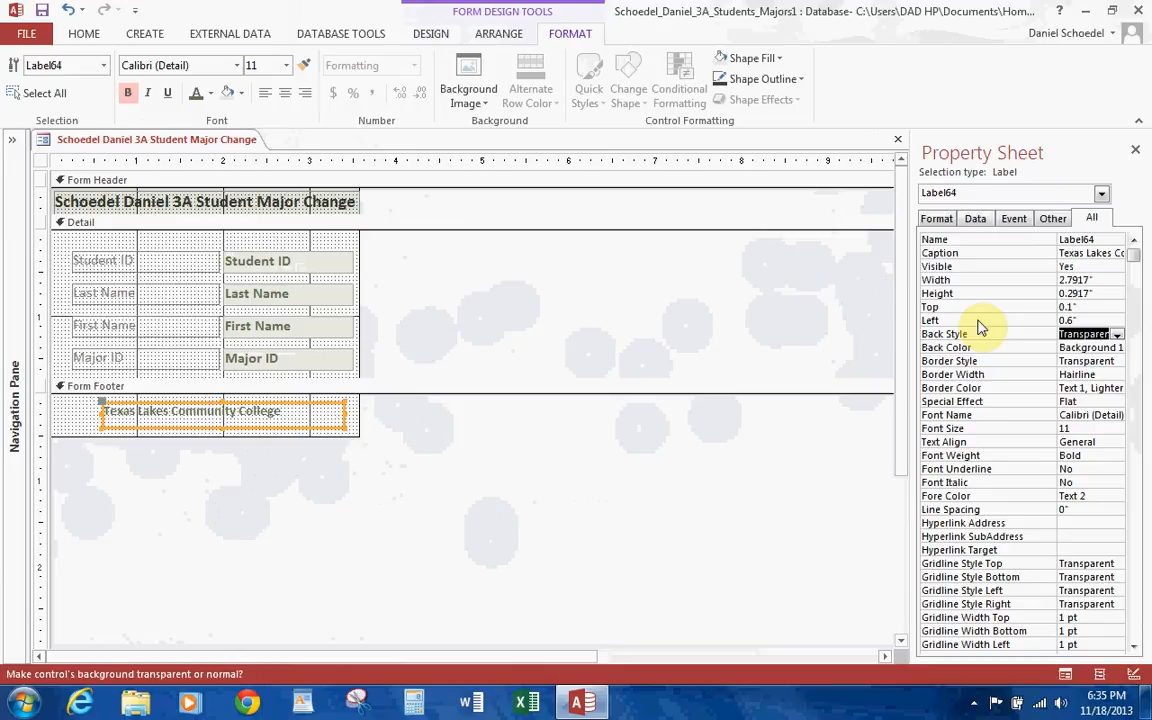 FORM DESIGN TOOLS
Schoedel_Daniel_3A_Students_Majors1 : Database- C:\Users\DAD HP\Documents\Hom...
FILE HOME CREATE EXTERNAL DATA DATABASE TOOLS DESIGN ARRANGE FORMAT
Daniel Schoedel
Label64
Calibri (Detail)
11
Formatting
Select All
B I U A
$ % ,
Background Image
Alternate Row Color
Quick Styles
Change Shape
Conditional Formatting
Shape Fill
Shape Outline
Shape Effects
Selection
Font
Number
Background
Control Formatting
Schoedel Daniel 3A Student Major Change
1 2 3 4 5 6 7 8 9
Form Header
Schoedel Daniel 3A Student Major Change
Detail
Student ID Student ID
Last Name Last Name
First Name First Name
Major ID Major ID
Form Footer
Texas Lakes Community College
Navigation Pane
Property Sheet
Selection type: Label
Label64
Format Data Event Other All
Name Label64
Caption Texas Lakes Cc
Visible Yes
Width 2.7917"
Height 0.2917"
Top 0.1"
Left 0.6"
Back Style Transparer
Back Color Background 1
Border Style Transparent
Border Width Hairline
Border Color Text 1, Lighter
Special Effect Flat
Font Name Calibri (Detail)
Font Size 11
Text Align General
Font Weight Bold
Font Underline No
Font Italic No
Fore Color Text 2
Line Spacing 0"
Hyperlink Address
Hyperlink SubAddress
Hyperlink Target
Gridline Style Top Transparent
Gridline Style Bottom Transparent
Gridline Style Left Transparent
Gridline Style Right Transparent
Gridline Width Top 1 pt
Gridline Width Bottom 1 pt
Gridline Width Left 1 pt
Make control's background transparent or normal?
6:35 PM
11/18/2013